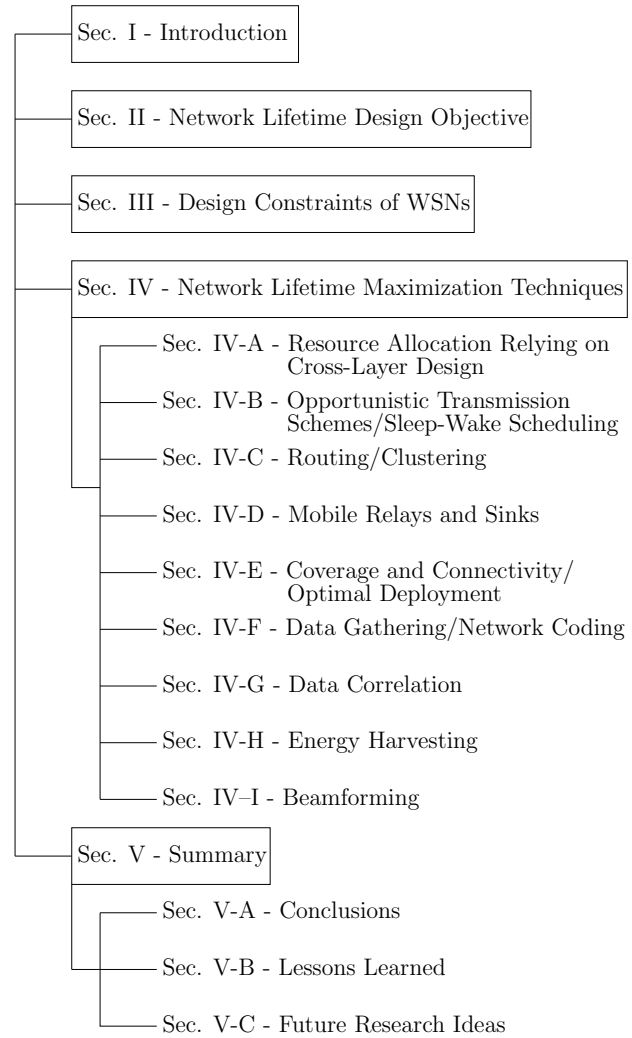 Sec. I - Introduction
Sec. II - Network Lifetime Design Objective
Sec. III - Design Constraints of WSNs
Sec. IV - Network Lifetime Maximization Techniques
Sec. IV-A - Resource Allocation Relying on
Cross-Layer Design
Sec. IV-B - Opportunistic Transmission
Schemes/Sleep-Wake Scheduling
Sec. IV-C - Routing/Clustering
Sec. IV-D - Mobile Relays and Sinks
Sec. IV-E - Coverage and Connectivity/
Optimal Deployment
Sec. IV-F - Data Gathering/Network Coding
Sec. IV-G - Data Correlation
Sec. IV-H - Energy Harvesting
Sec. IV–I - Beamforming
Sec. V - Summary
Sec. V-A - Conclusions
Sec. V-B - Lessons Learned
Sec. V-C - Future Research Ideas